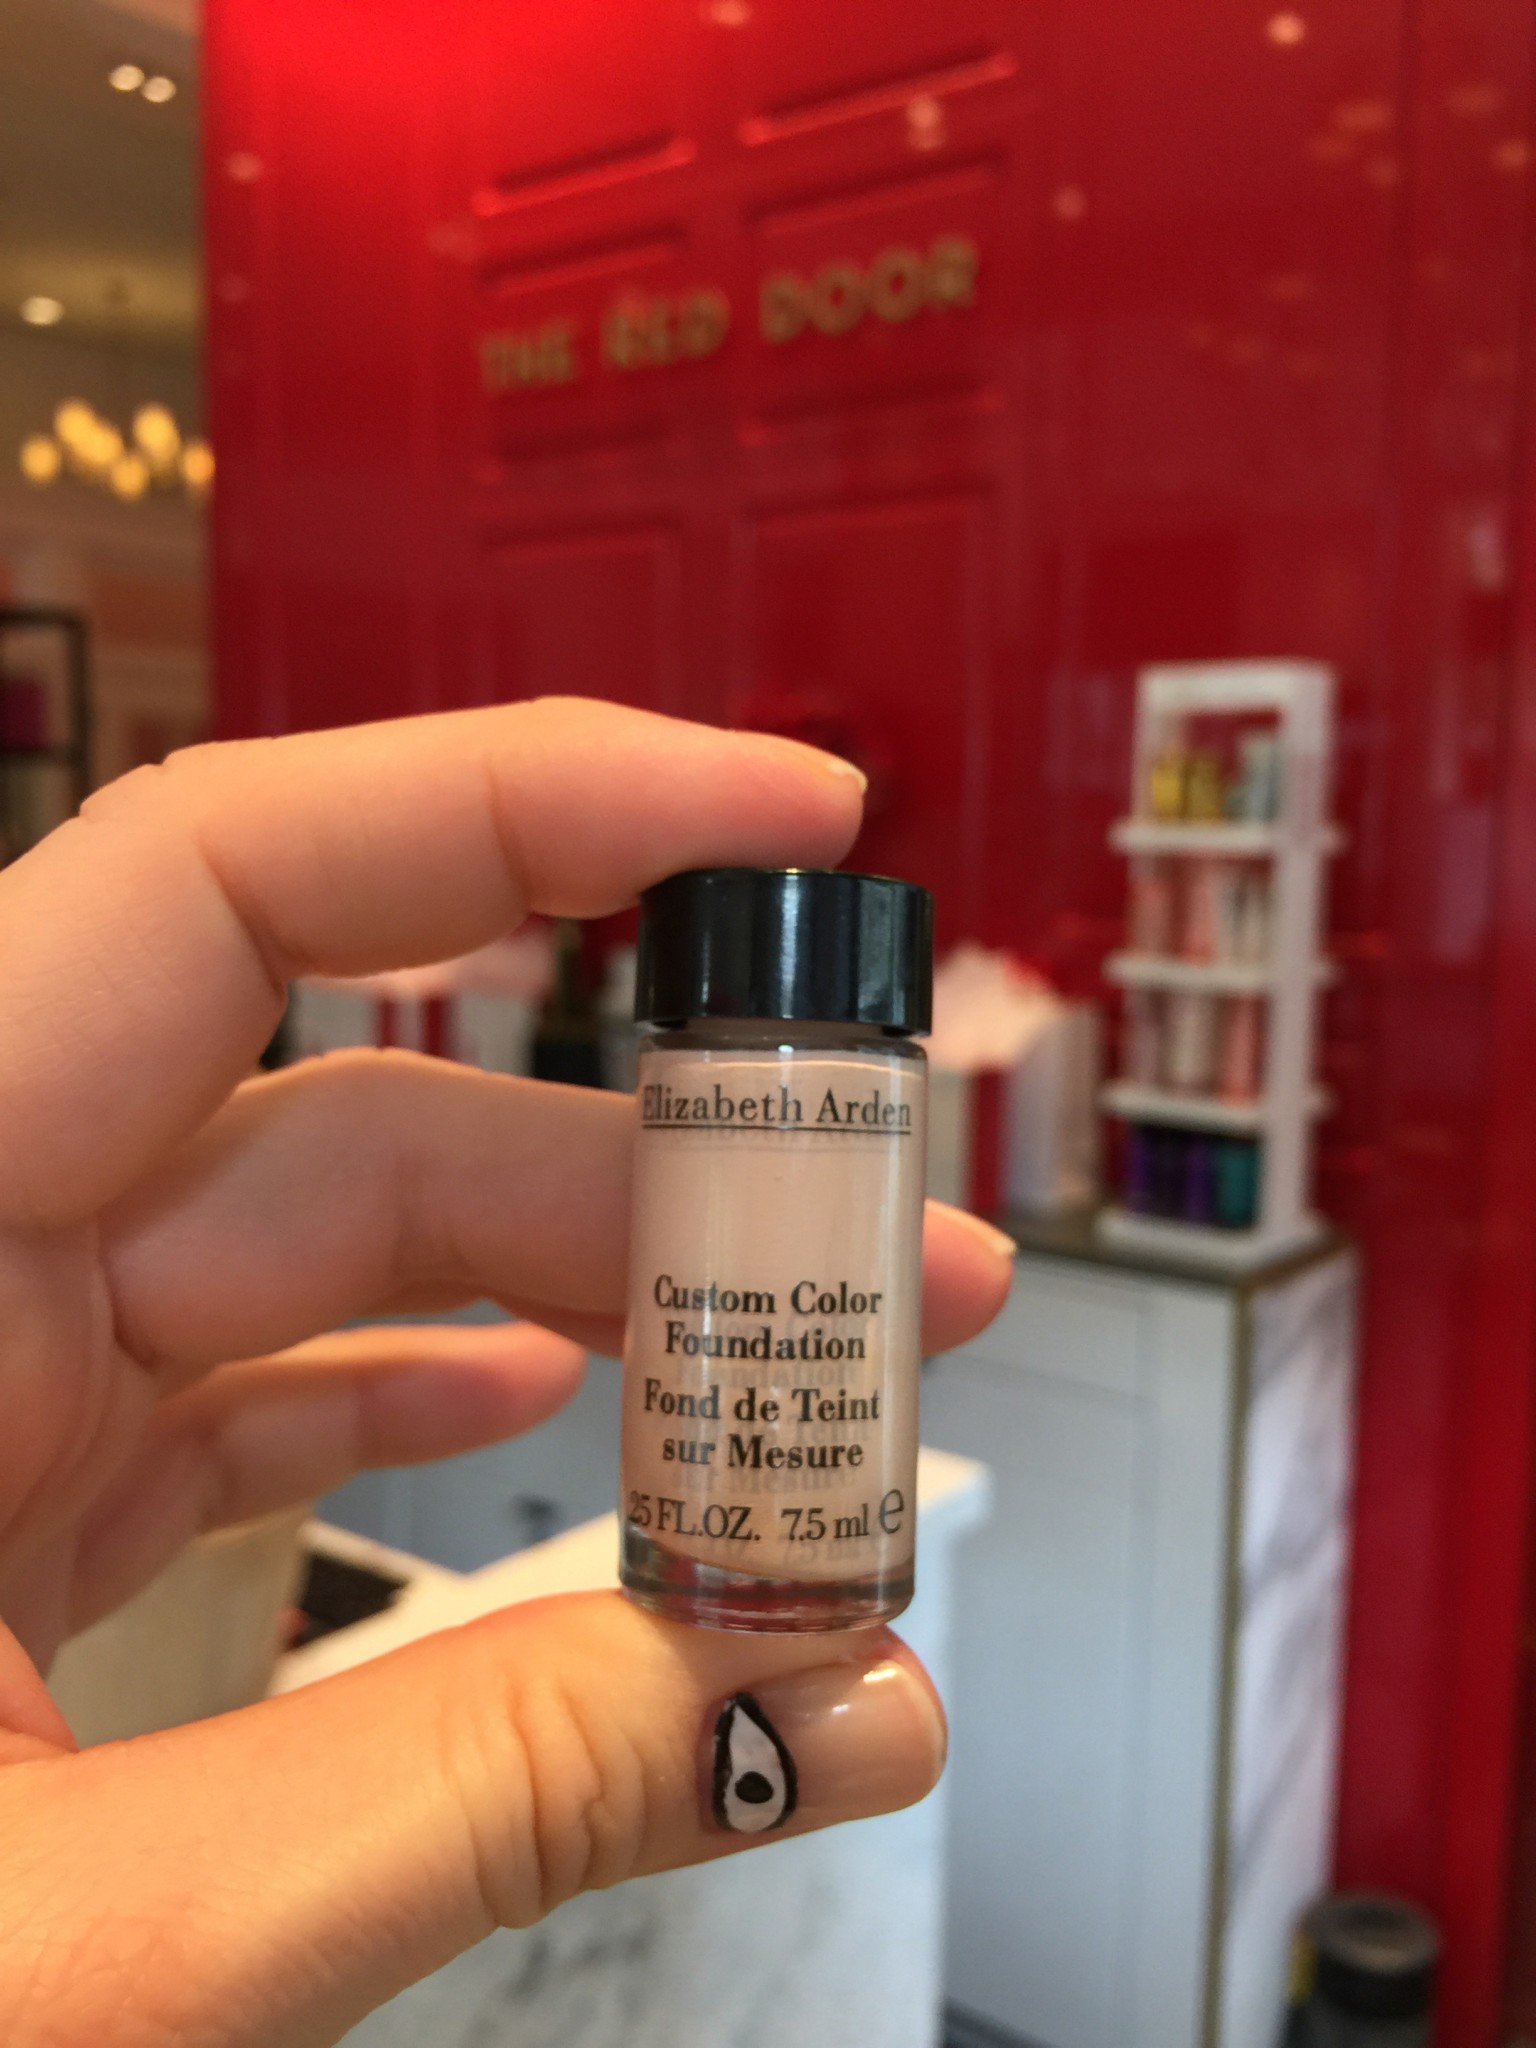 THE RED DOOR
Elizabeth Arden
Custom Color
Foundation
Fond de Teint
sur Mesure
.25 FL.OZ. 7.5 ml e